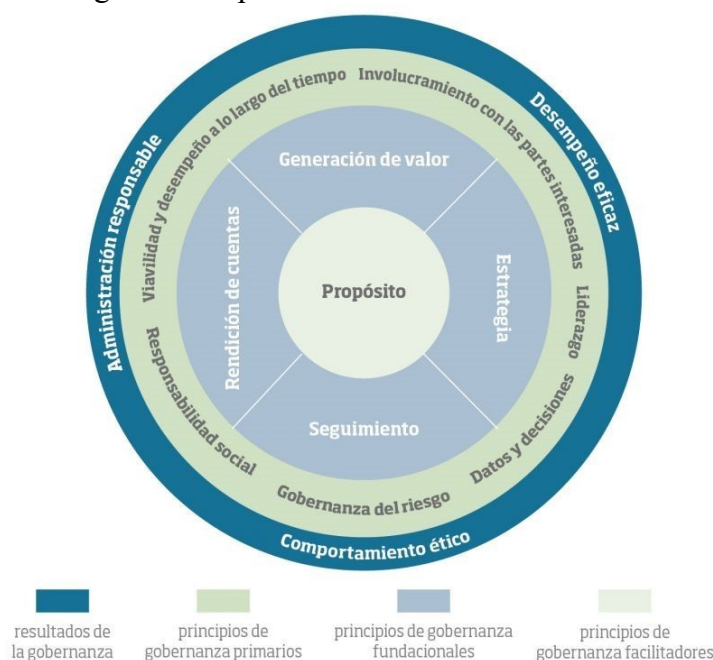 Administración responsable
Desempeño eficaz
Comportamiento ético
Viavilidad y desempeño a lo largo del tiempo
Involucramiento con las partes interesadas
Liderazgo
Datos y decisiones
Gobernanza del riesgo
Responsabilidad social
Generación de valor
Estrategia
Seguimiento
Rendición de cuentas
Propósito
resultados de
la gobernanza
principios de
gobernanza primarios
principios de gobernanza
fundacionales
principios de
gobernanza facilitadores